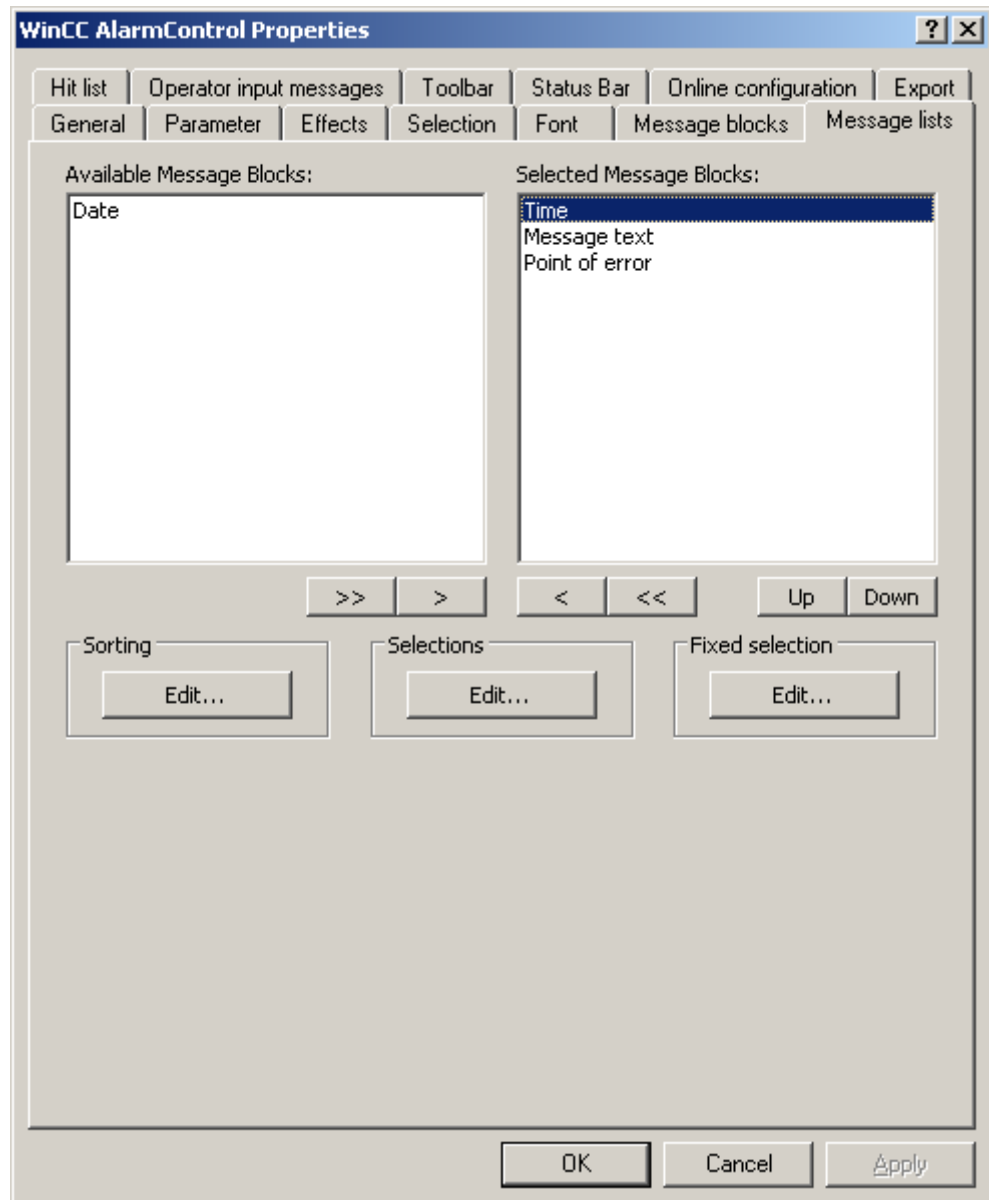 WinCC AlarmControl Properties
Hit list Operator input messages Toolbar Status Bar Online configuration Export
General Parameter Effects Selection Font Message blocks Message lists
Available Message Blocks: Selected Message Blocks:
Date Time
Message text
Point of error
>> > < << Up Down
Sorting Selections Fixed selection
Edit... Edit... Edit...
OK Cancel Apply